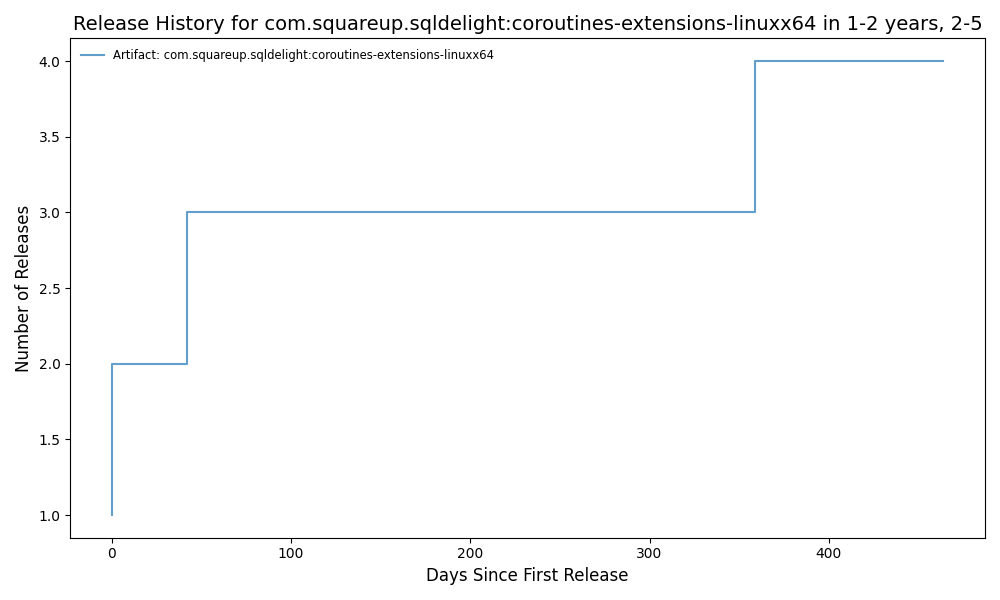 Release History for com.squareup.sqldelight:coroutines-extensions-linuxx64 in 1-2 years, 2-5
Artifact: com.squareup.sqldelight:coroutines-extensions-linuxx64
Number of Releases
4.0
3.5
3.0
2.5
2.0
1.5
1.0
0 100 200 300 400
Days Since First Release